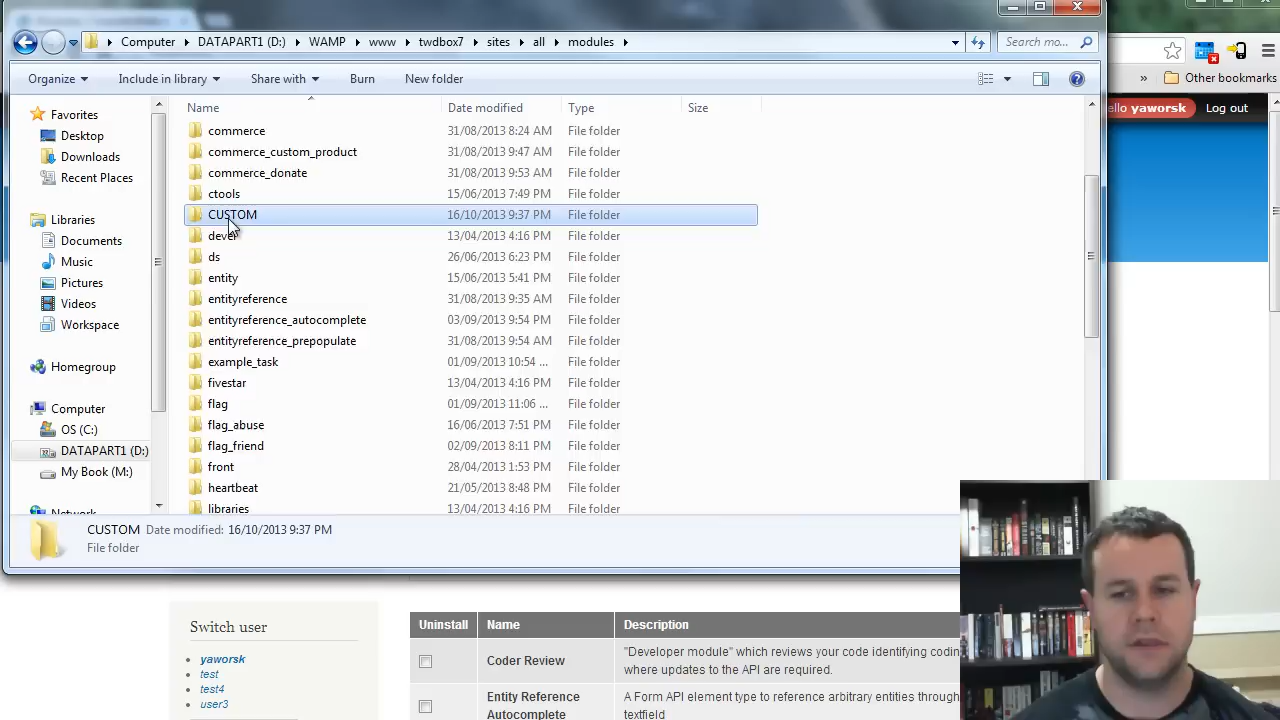 Computer DATAPART1 (D:) WAMP www tvdbox7 sites all modules
Search mo...
Organize Include in library Share with Burn New folder
Other bookmarks
Name Date modified Type Size
ello yaworsk Log out
Favorites
Desktop
Downloads
Recent Places
Libraries
Documents
Music
Pictures
Videos
Workspace
Homegroup
Computer
OS (C:)
DATAPART1 (D:)
My Book (M:)
Network
commerce 31/08/2013 8:24 AM File folder
commerce_custom_product 31/08/2013 9:47 AM File folder
commerce_donate 31/08/2013 9:53 AM File folder
ctools 15/06/2013 7:49 PM File folder
CUSTOM 16/10/2013 9:37 PM File folder
devel 13/04/2013 4:16 PM File folder
ds 26/06/2013 6:23 PM File folder
entity 15/06/2013 5:41 PM File folder
entityreference 31/08/2013 9:35 AM File folder
entityreference_autocomplete 03/09/2013 9:54 PM File folder
entityreference_prepopulate 31/08/2013 9:54 AM File folder
example_task 01/09/2013 10:54 ... File folder
fivestar 13/04/2013 4:16 PM File folder
flag 01/09/2013 11:06 ... File folder
flag_abuse 16/06/2013 7:51 PM File folder
flag_friend 02/09/2013 8:11 PM File folder
front 28/04/2013 1:53 PM File folder
heartbeat 21/05/2013 8:48 PM File folder
libraries 13/04/2013 4:16 PM File folder
CUSTOM Date modified: 16/10/2013 9:37 PM
File folder
Switch user
yaworsk
test
test4
user3
Uninstall Name Description
Coder Review
"Developer module" which reviews your code identifying codin
where updates to the API are required.
Entity Reference
Autocomplete
A Form API element type to reference arbitrary entities through
textfield